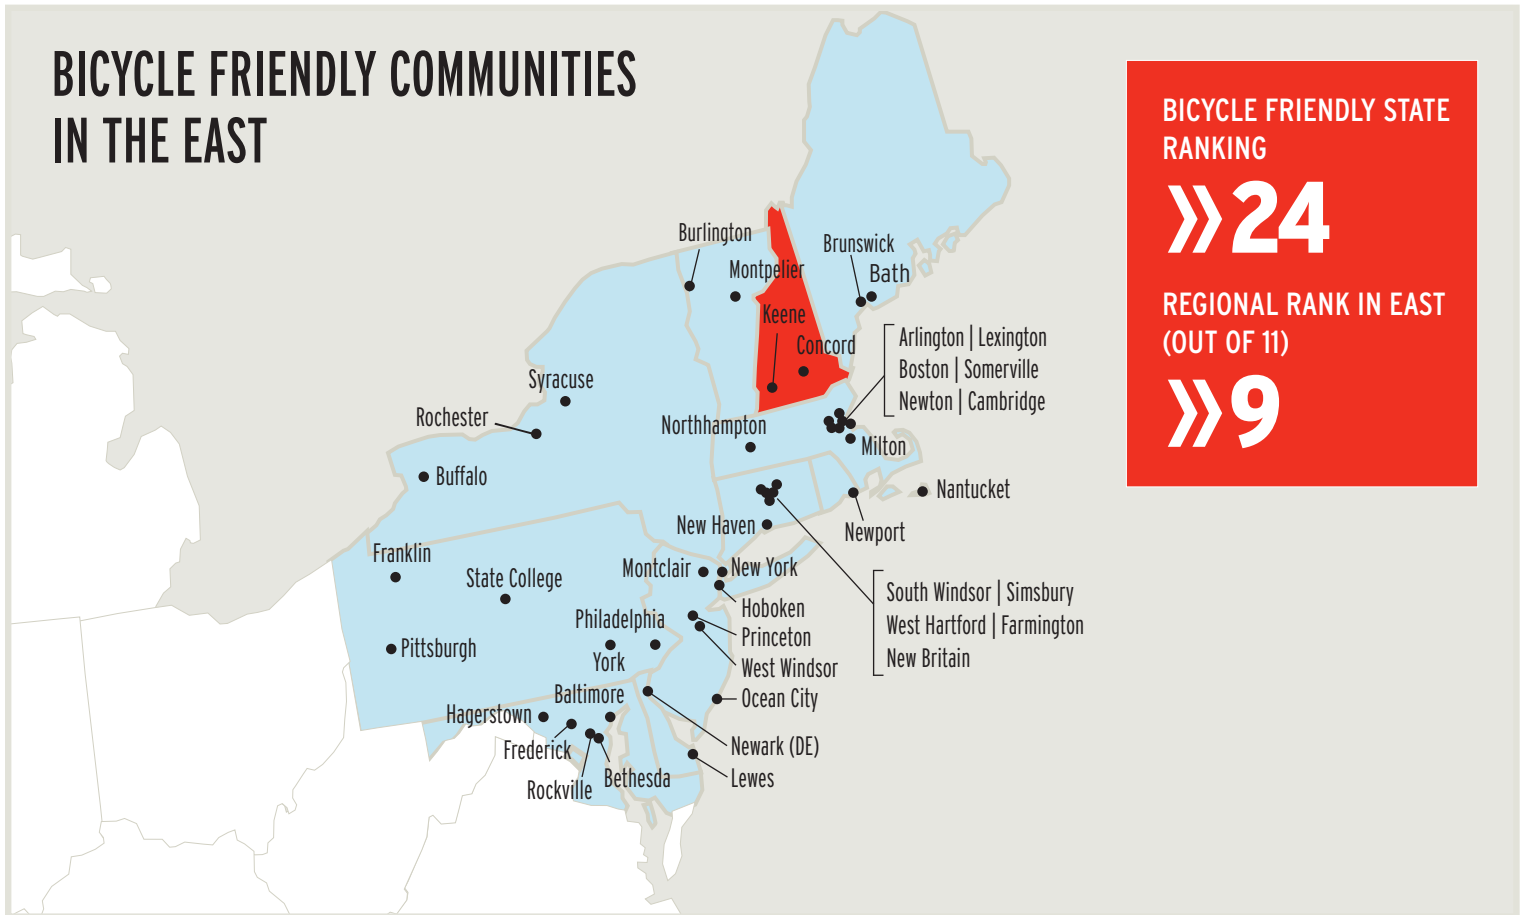 BICYCLE FRIENDLY COMMUNITIES
IN THE EAST
BICYCLE FRIENDLY STATE
RANKING
»24
REGIONAL RANK IN EAST
(OUT OF 11)
»9
Burlington
Montpelier
Brunswick
Bath
Keene
Concord
Arlington | Lexington
Boston | Somerville
Newton | Cambridge
Syracuse
Rochester
Northhampton
Milton
Buffalo
Nantucket
New Haven
Newport
Franklin
State College
Montclair
New York
South Windsor | Simsbury
West Hartford | Farmington
New Britain
Hoboken
Philadelphia
Princeton
Pittsburgh
York
West Windsor
Baltimore
Ocean City
Hagerstown
Frederick
Newark (DE)
Rockville
Bethesda
Lewes